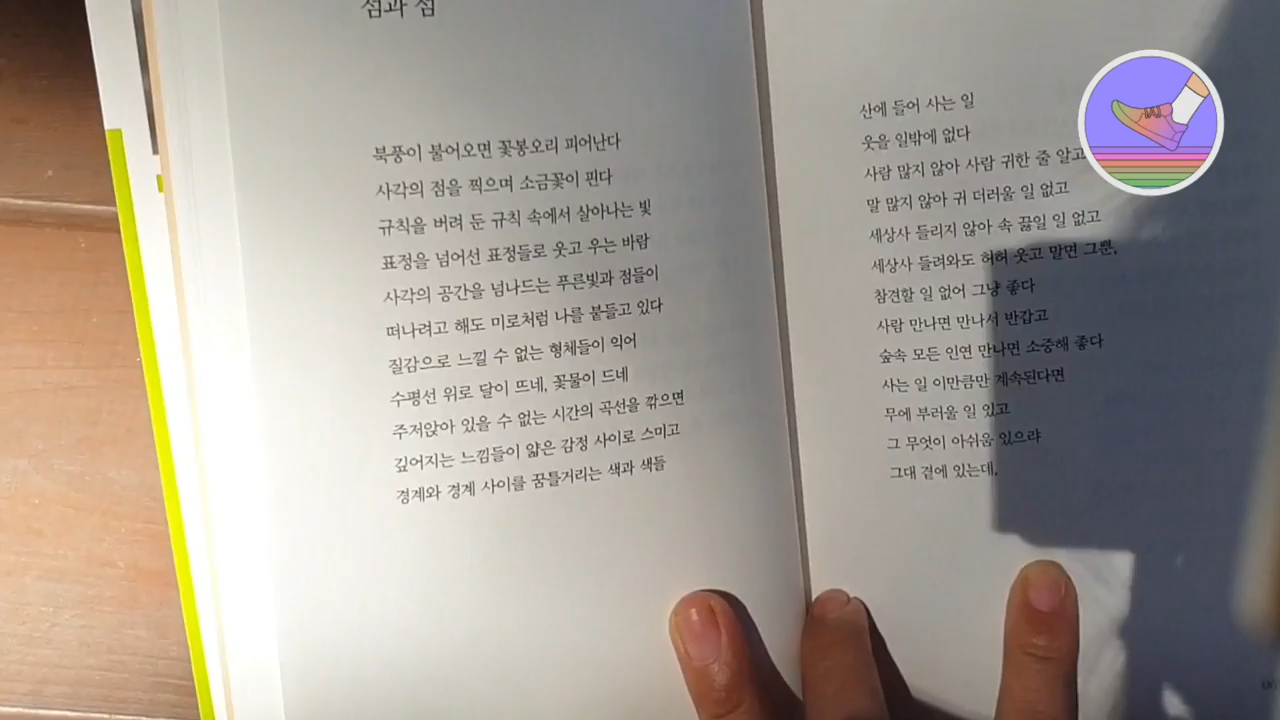 북풍이 불어오면 꽃봉오리 피어난다
사각의 점을 찍으며 소금꽃이 핀다
규칙을 버려 둔 규칙 속에서 살아나는 빛
표정을 넘어선 표정들로 웃고 우는 바람
사각의 공간을 넘나드는 푸른빛과 점들이
떠나려고 해도 미로처럼 나를 붙들고 있다
질감으로 느낄 수 없는 형체들이 익어
수평선 위로 달이 뜨네, 꽃물이 드네
주저앉아 있을 수 없는 시간의 곡선을 깎으면
깊어지는 느낌들이 얇은 감정 사이로 스미고
경계와 경계 사이를 꿈틀거리는 색과 색들
산에 들어 사는 일
웃을 일밖에 없다
사람 많지 않아 사람 귀한 줄 알고
말 많지 않아 귀 더러울 일 없고
세상사 들리지 않아 속 끓일 일 없고
세상사 들려와도 허허 웃고 말면 그뿐,
참견할 일 없어 그냥 좋다
사람 만나면 만나서 반갑고
숲속 모든 인연 만나면 소중해 좋다
사는 일 이만큼만 계속된다면
무에 부러울 일 있고
그 무엇이 아쉬움 있으랴
그대 곁에 있는데,